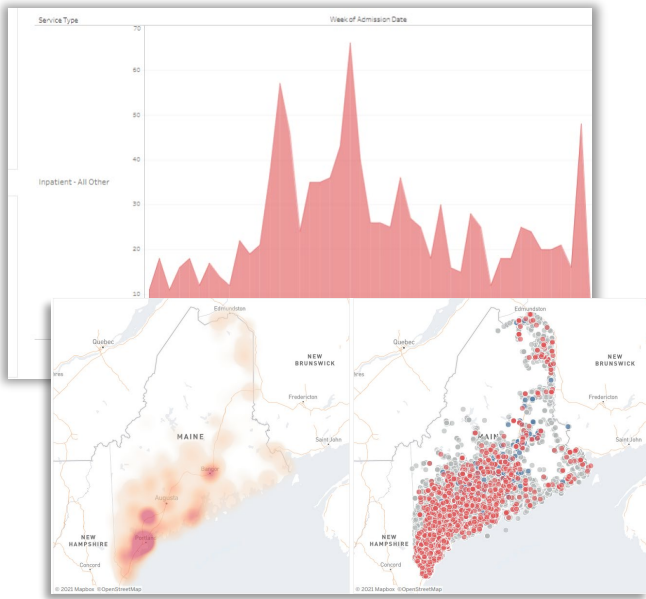 Service Type
Week of Admission Date
70
60
50
40
30
20
10
Inpatient - All Other
Edmundston
Quebec
NEW
BRUNSWICK
Fredericton
Saint John
MAINE
Bangor
Augusta
Portland
NEW
HAMPSHIRE
Concord
© 2021 Mapbox ©OpenStreetMap
Edmundston
Quebec
NEW
BRUNSWICK
Fredericton
Saint John
MAINE
NEW
HAMPSHIRE
Concord
© 2021 Mapbox ©OpenStreetMap